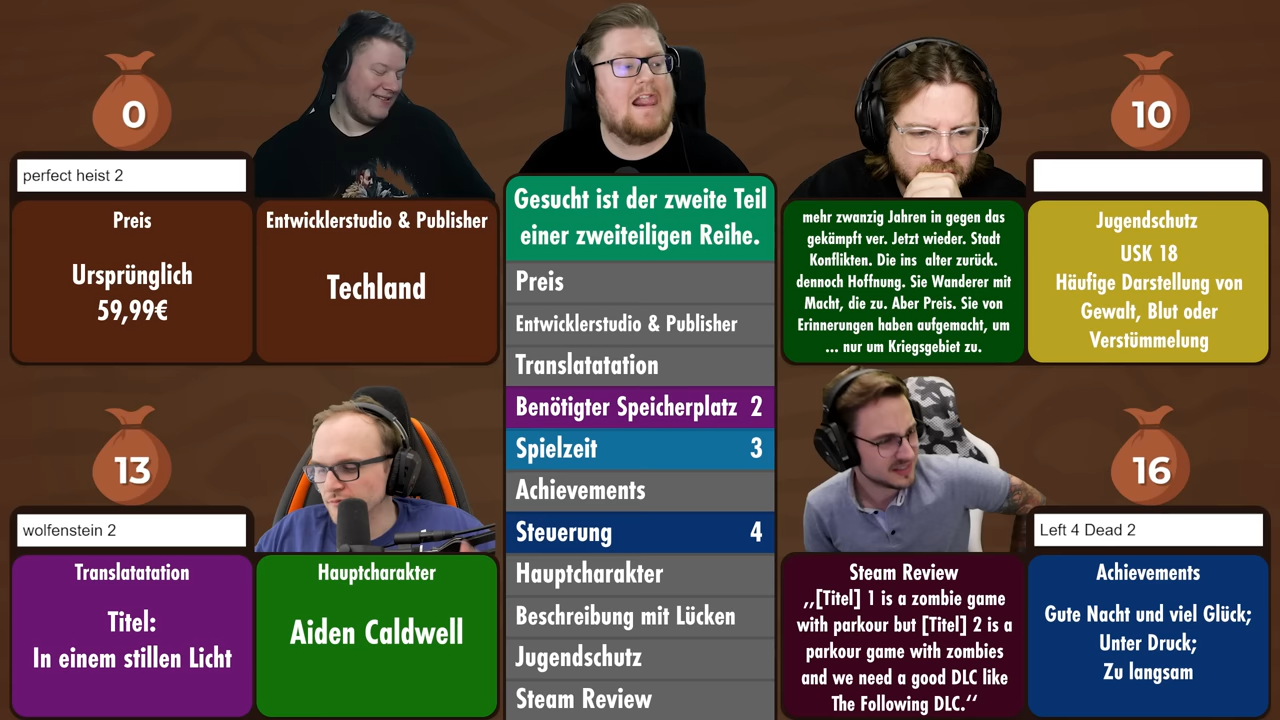 0
perfect heist 2
Preis
Ursprünglich
59,99€
Entwicklerstudio & Publisher
Techland
Gesucht ist der zweite Teil
einer zweiteiligen Reihe.
Preis
Entwicklerstudio & Publisher
Translatatation
Benötigter Speicherplatz 2
Spielzeit 3
Achievements
Steuerung 4
Hauptcharakter
Beschreibung mit Lücken
Jugendschutz
Steam Review
mehr zwanzig Jahren in gegen das
gekämpft ver. Jetzt wieder. Stadt
Konflikten. Die ins alter zurück.
dennoch Hoffnung. Sie Wanderer mit
Macht, die zu. Aber Preis. Sie von
Erinnerungen haben aufgemacht, um
... nur um Kriegsgebiet zu.
10
Jugendschutz
USK 18
Häufige Darstellung von
Gewalt, Blut oder
Verstümmelung
13
wolfenstein 2
Translatatation
Titel:
In einem stillen Licht
Hauptcharakter
Aiden Caldwell
Steam Review
,,[Titel] 1 is a zombie game
with parkour but [Titel] 2 is a
parkour game with zombies
and we need a good DLC like
The Following DLC.‘‘
16
Left 4 Dead 2
Achievements
Gute Nacht und viel Glück;
Unter Druck;
Zu langsam